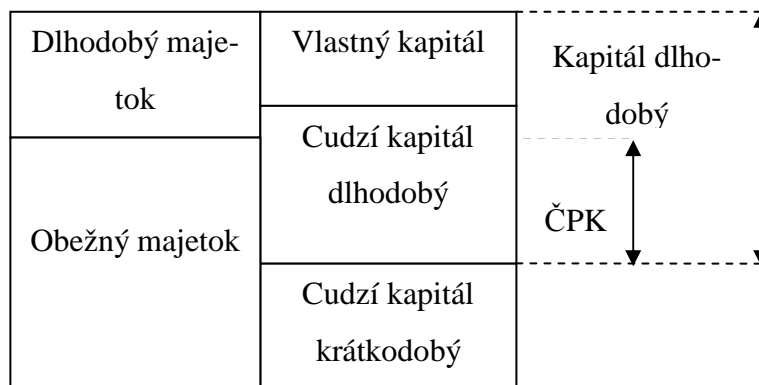 Dlhodobý maje-
tok
Obežný majetok
Vlastný kapitál
Cudzí kapitál
dlhodobý
Cudzí kapitál
krátkodobý
Kapitál dlho-
dobý
ČPK